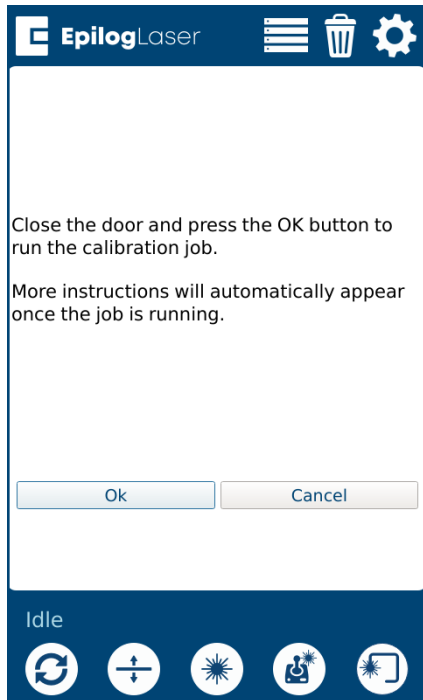 EpilogLaser
Close the door and press the OK button to
run the calibration job.
More instructions will automatically appear
once the job is running.
Ok
Cancel
Idle